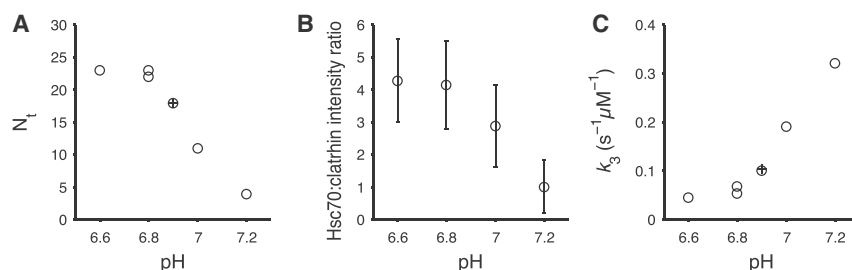 A
N_t
30
25
20
15
10
5
0
6.6 6.8 7 7.2
pH
B
Hsc70:clatrhin intensity ratio
6
5
4
3
2
1
0
6.6 6.8 7 7.2
pH
C
k_3 (s^{-1}μM^{-1})
0.4
0.3
0.2
0.1
0
6.6 6.8 7 7.2
pH